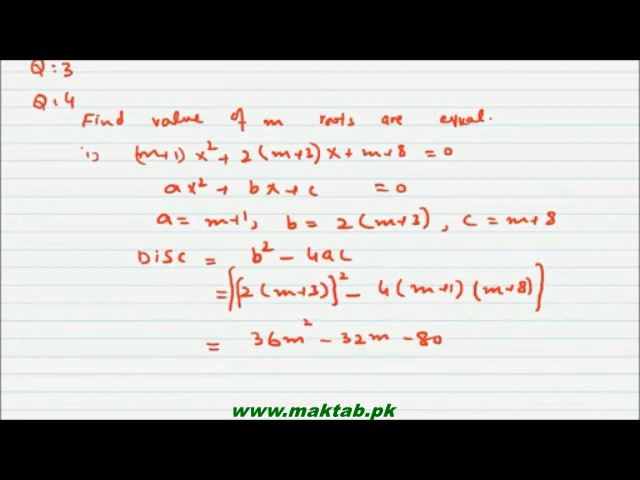 Q:3
Q.4
Find value of m roots are equal.
i) (m+1) x² + 2(m+3)x + m+8 = 0
ax² + bx + c = 0
a = m+1, b = 2(m+3), c = m+8
DISC = b² - 4ac
= [[2(m+3)]² - 4(m+1)(m+8)]
= 36m² - 32m - 80
www.maktab.pk